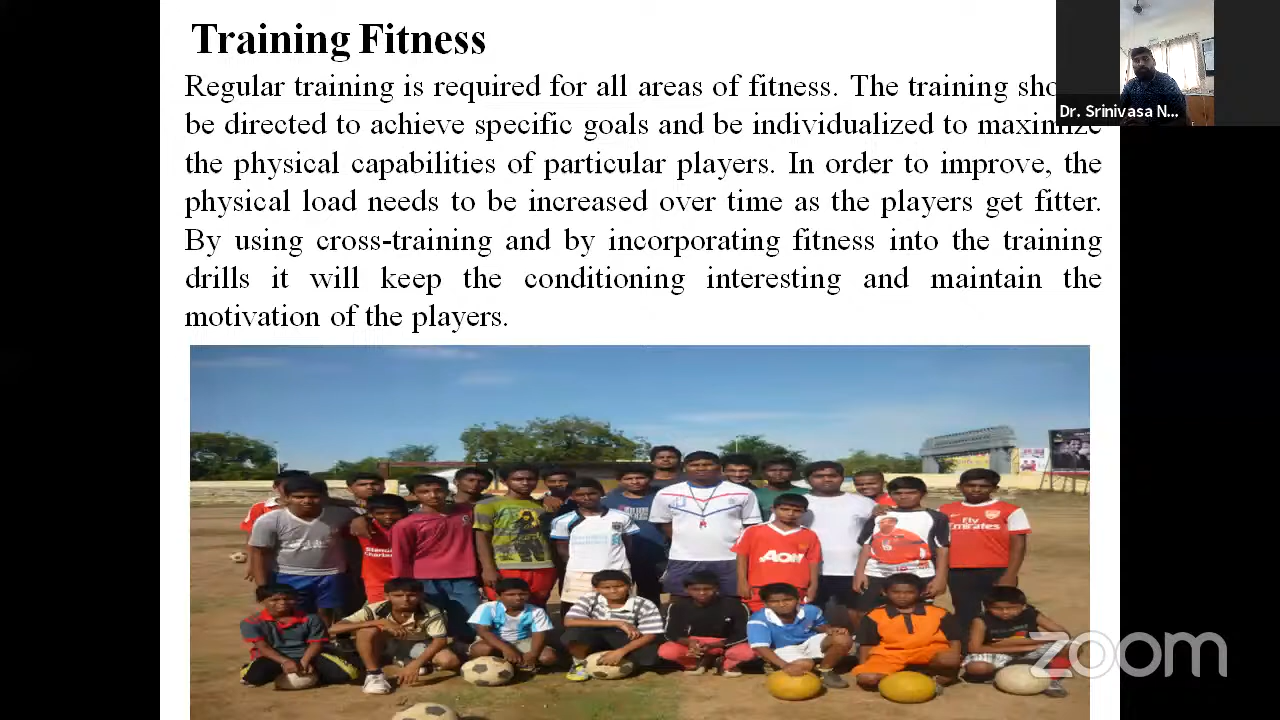 Training Fitness
Regular training is required for all areas of fitness. The training
be directed to achieve specific goals and be individualized to maximize
the physical capabilities of particular players. In order to improve, the
physical load needs to be increased over time as the players get fitter.
By using cross-training and by incorporating fitness into the training
drills it will keep the conditioning interesting and maintain the
motivation of the players.
Dr. Srinivasa N...
AON
Fly
Emirates
zoom